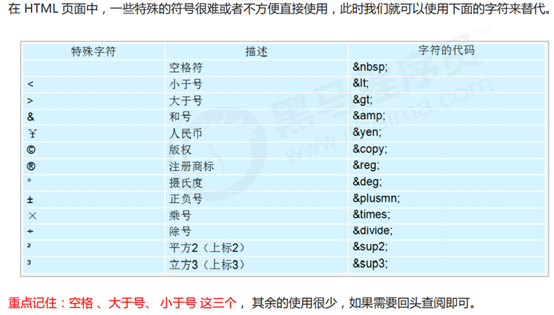 在 HTML 页面中，一些特殊的符号很难或者不方便直接使用，此时我们就可以使用下面的字符来替代。
特殊字符 描述 字符的代码
空格符 &nbsp;
< 小于号 &lt;
> 大于号 &gt;
& 和号 &amp;
¥ 人民币 &yen;
© 版权 &copy;
® 注册商标 &reg;
° 摄氏度 &deg;
± 正负号 &plusmn;
× 乘号 &times;
÷ 除号 &divide;
² 平方2（上标2） &sup2;
³ 立方3（上标3） &sup3;
重点记住：空格 、大于号、 小于号 这三个， 其余的使用很少，如果需要回头查阅即可。